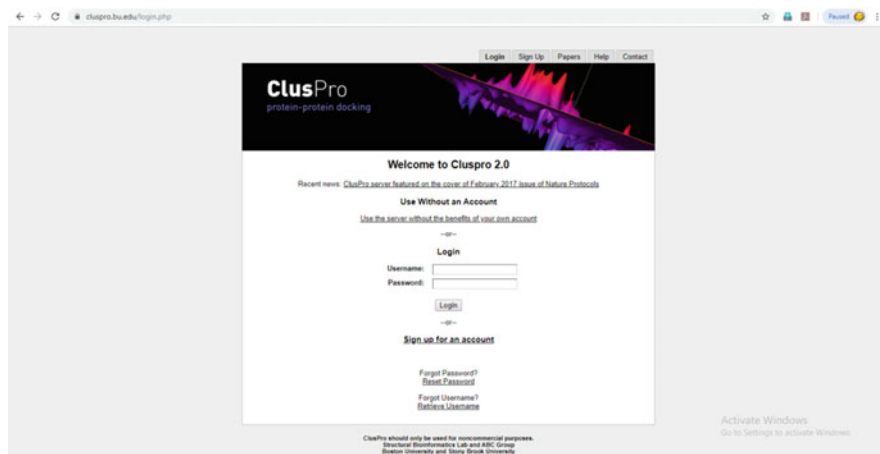 cluspro.bu.edu/login.php
Paused
Login Sign Up Papers Help Contact
ClusPro
protein-protein docking
Welcome to Cluspro 2.0
Recent news: ClusPro server featured on the cover of February 2017 Issue of Nature Protocols
Use Without an Account
Use the server without the benefits of your own account
--or--
Login
Username:
Password:
Login
--or--
Sign up for an account
Forgot Password?
Reset Password
Forgot Username?
Retrieve Username
Activate Windows
Go to Settings to activate Windows.
ClusPro should only be used for noncommercial purposes.
Structural Bioinformatics Lab and ABC Group
Boston University and Stony Brook University